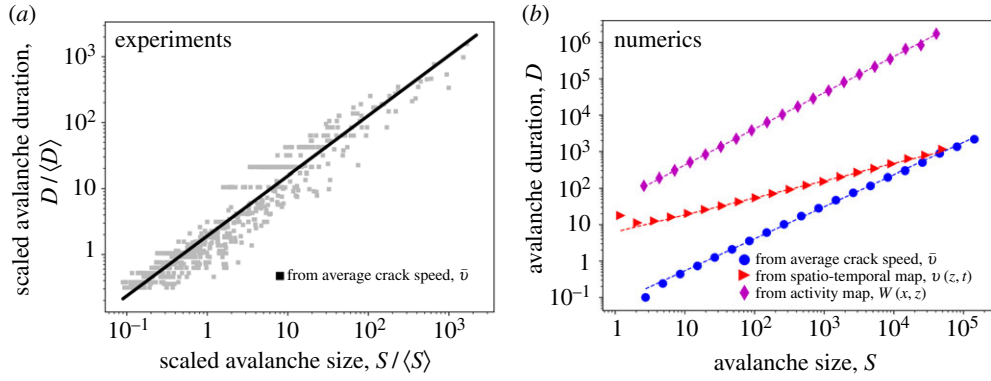 (a)
experiments
scaled avalanche duration,
D / ⟨D⟩
10³
10²
10
1
■ from average crack speed, ῡ
10⁻¹ 1 10 10² 10³
scaled avalanche size, S / ⟨S⟩
(b)
numerics
avalanche duration, D
10⁶
10⁵
10⁴
10³
10²
10
1
10⁻¹
from average crack speed, ῡ
from spatio-temporal map, υ (z, t)
from activity map, W (x, z)
1 10 10² 10³ 10⁴ 10⁵
avalanche size, S